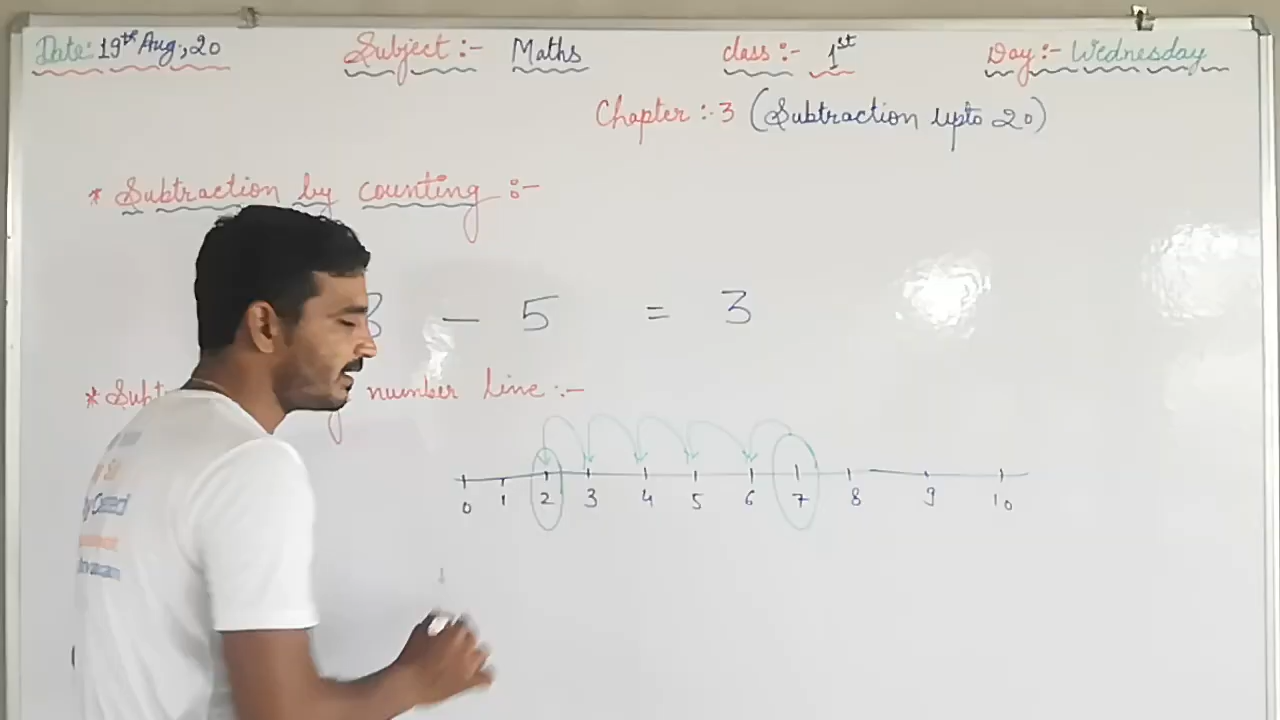 Date: 19th Aug., 20 Subject :- Maths class :- 1st Day :- Wednesday
Chapter :- 3 (Subtraction upto 20)
* Subtraction by counting :-
- 5 = 3
* number line :-
0 1 2 3 4 5 6 7 8 9 10